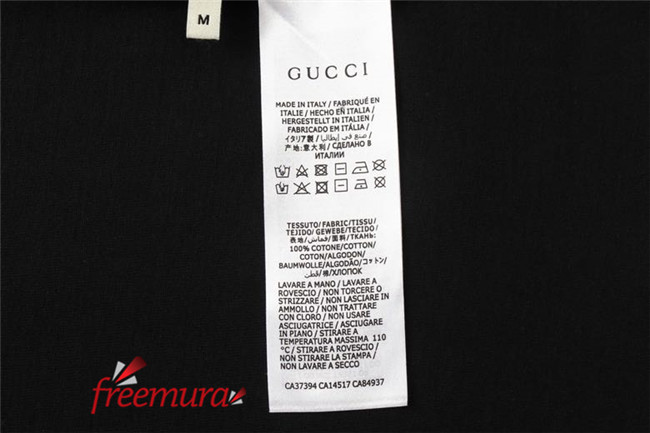 M
GUCCI
MADE IN ITALY / FABRIQUÉ EN
ITALIE / HECHO EN ITALIA /
HERGESTELLT IN ITALIEN /
FABRICADO EM ITÁLIA /
イタリア製 / صنع في إيطاليا /
产地:意大利 / СДЕЛАНО В
ИТАЛИИ
TESSUTO/FABRIC/TISSU/
TEJIDO/GEWEBE/TECIDO/
表地/قماش/面料/ТКАНЬ:
100% COTONE/COTTON/
COTON/ALGODON/
BAUMWOLLE/ALGODÃO/コットン/
قطن/棉/ХЛОПОК
LAVARE A MANO / LAVARE A
ROVESCIO / NON TORCERE O
STRIZZARE / NON LASCIARE IN
AMMOLLO / NON TRATTARE
CON CLORO / NON USARE
ASCIUGATRICE / ASCIUGARE
IN PIANO / STIRARE A
TEMPERATURA MASSIMA 110
°C / STIRARE A ROVESCIO /
NON STIRARE LA STAMPA /
NON LAVARE A SECCO
CA37394 CA14517 CA84937
freemura